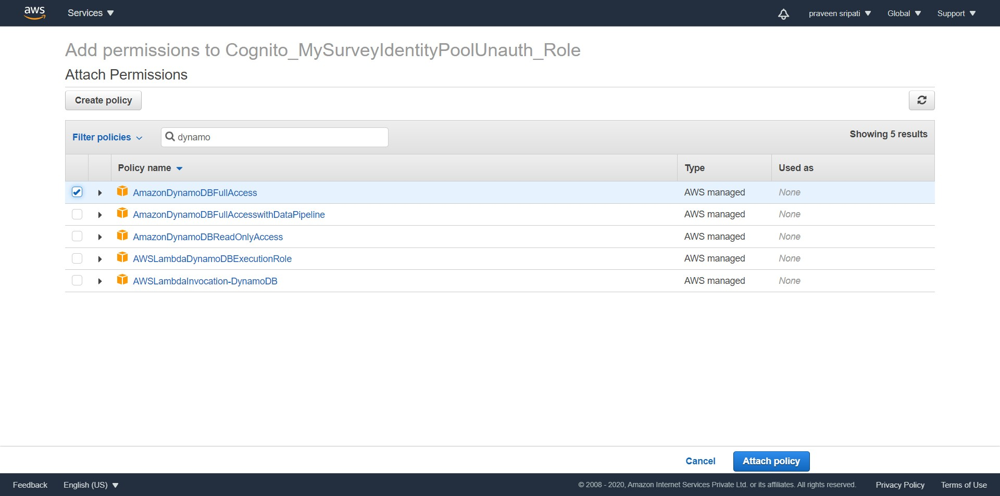 aws Services praveen sripati Global Support
Add permissions to Cognito_MySurveyIdentityPoolUnauth_Role
Attach Permissions
Create policy
Filter policies dynamo Showing 5 results
Policy name Type Used as
AmazonDynamoDBFullAccess AWS managed None
AmazonDynamoDBFullAccesswithDataPipeline AWS managed None
AmazonDynamoDBReadOnlyAccess AWS managed None
AWSLambdaDynamoDBExecutionRole AWS managed None
AWSLambdaInvocation-DynamoDB AWS managed None
Cancel Attach policy
Feedback English (US) © 2008 - 2020, Amazon Internet Services Private Ltd. or its affiliates. All rights reserved. Privacy Policy Terms of Use